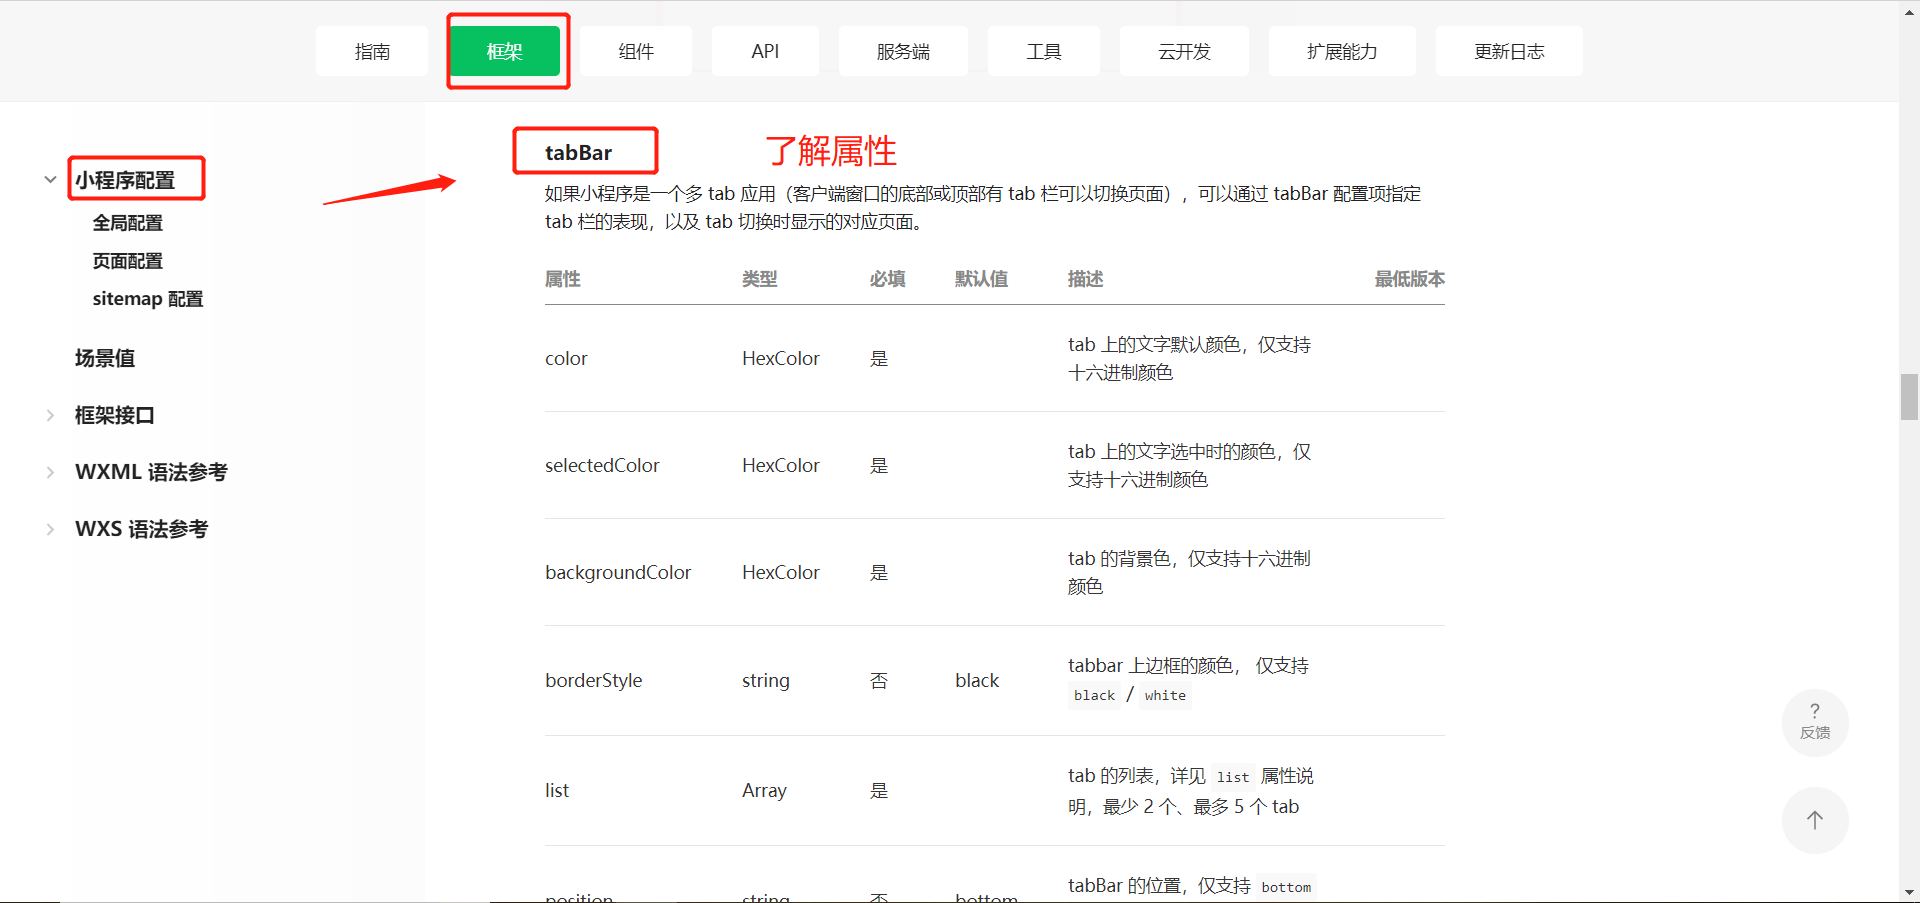 指南 框架 组件 API 服务端 工具 云开发 扩展能力 更新日志
小程序配置
全局配置
页面配置
sitemap 配置
场景值
框架接口
WXML 语法参考
WXS 语法参考
tabBar
了解属性
如果小程序是一个多 tab 应用（客户端窗口的底部或顶部有 tab 栏可以切换页面），可以通过 tabBar 配置项指定
tab 栏的表现，以及 tab 切换时显示的对应页面。
属性 类型 必填 默认值 描述 最低版本
color HexColor 是 tab 上的文字默认颜色，仅支持
十六进制颜色
selectedColor HexColor 是 tab 上的文字选中时的颜色，仅
支持十六进制颜色
backgroundColor HexColor 是 tab 的背景色，仅支持十六进制
颜色
borderStyle string 否 black tabbar 上边框的颜色， 仅支持
black / white
list Array 是 tab 的列表，详见 list 属性说
明，最少 2 个、最多 5 个 tab
position string 否 bottom tabBar 的位置，仅支持 bottom
?
反馈